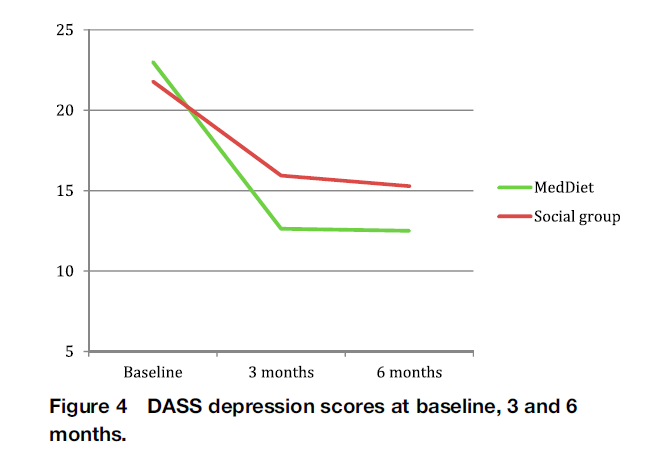 25
20
15
10
5
Baseline 3 months 6 months
MedDiet
Social group
Figure 4 DASS depression scores at baseline, 3 and 6
months.